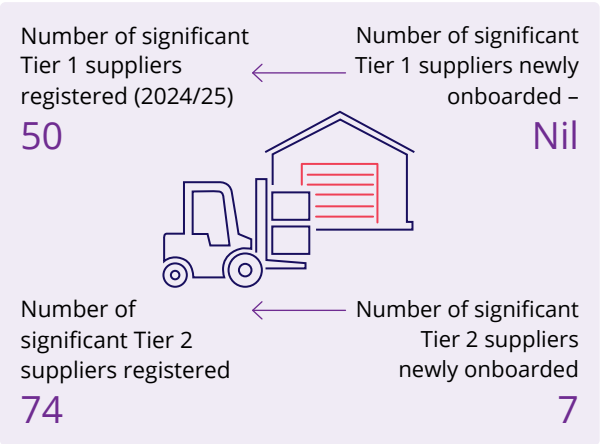 Number of significant
Tier 1 suppliers
registered (2024/25)
50
Number of significant
Tier 1 suppliers newly
onboarded –
Nil
Number of
significant Tier 2
suppliers registered
74
Number of significant
Tier 2 suppliers
newly onboarded
7